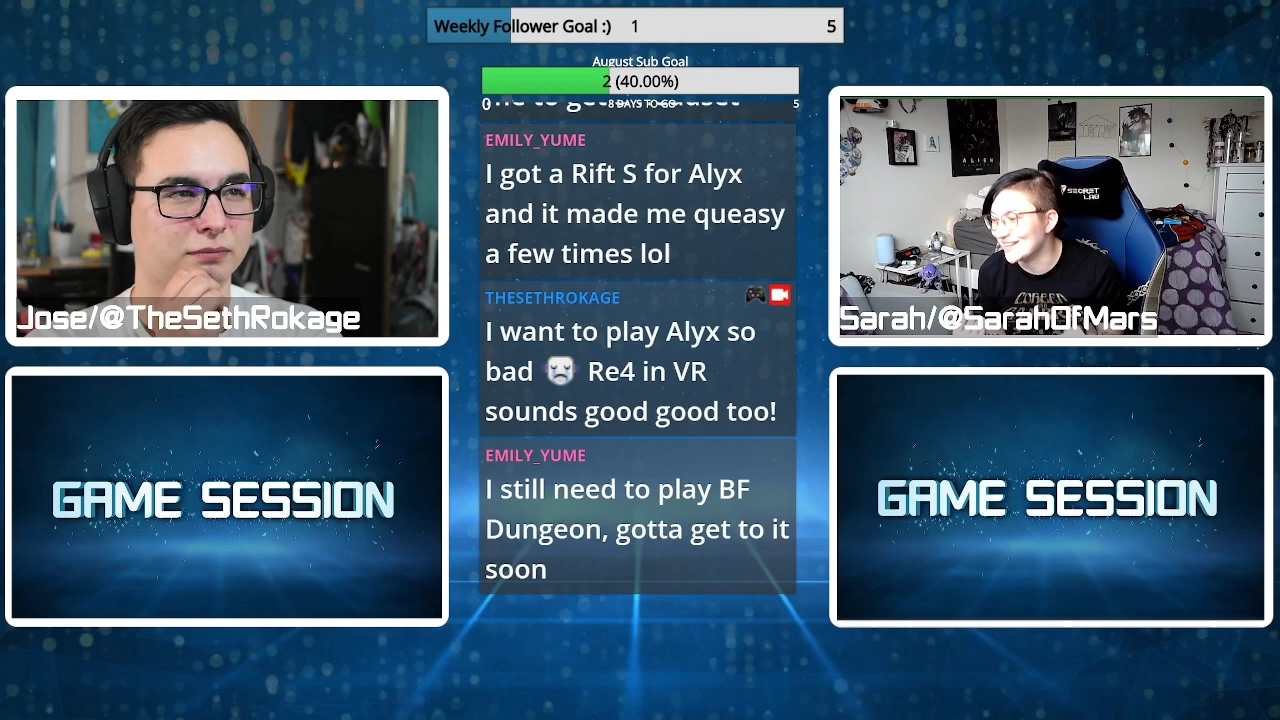 Weekly Follower Goal :) 1 5
August Sub Goal
2 (40.00%)
0 8 DAYS TO GO 5
EMILY_YUME
I got a Rift S for Alyx
and it made me queasy
a few times lol
THESETHROKAGE
I want to play Alyx so
bad 😢 Re4 in VR
sounds good good too!
EMILY_YUME
I still need to play BF
Dungeon, gotta get to it
soon
Jose/@TheSethRokage
ALIEN
SECRET
LAB
Sarah/@SarahOfMars
GAME SESSION
GAME SESSION